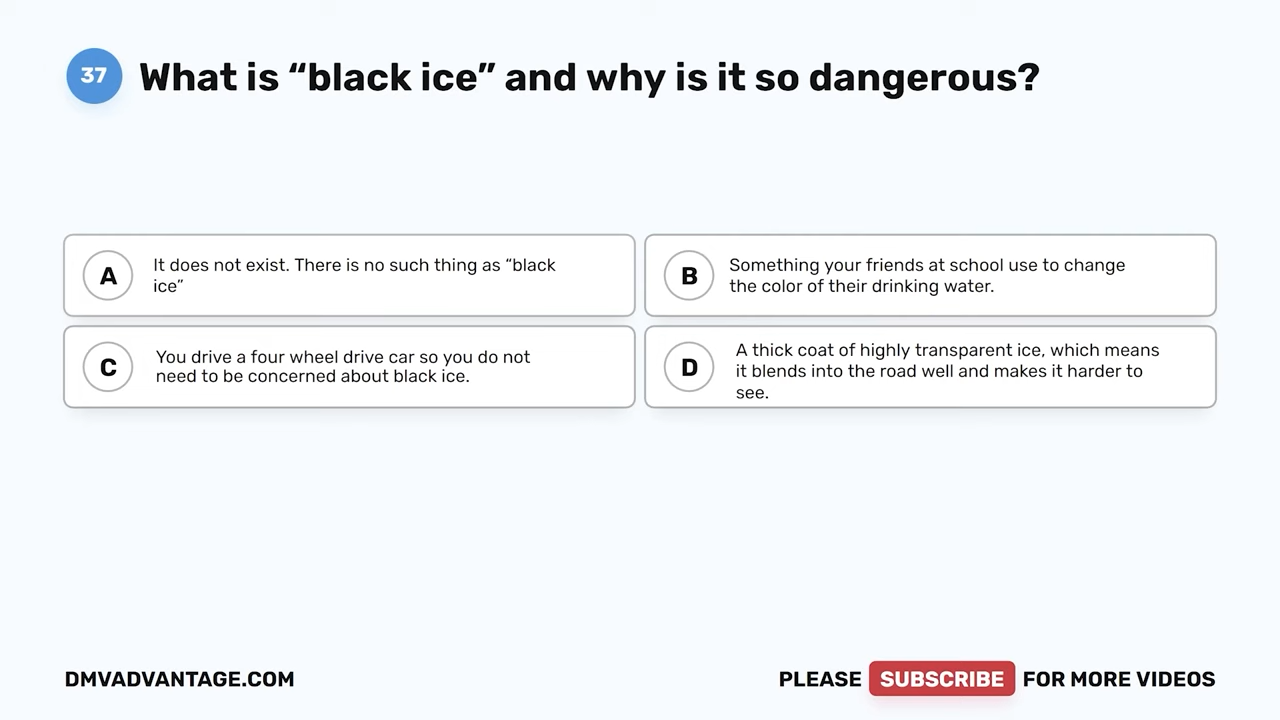 37
What is “black ice” and why is it so dangerous?
A
It does not exist. There is no such thing as “black
ice”
B
Something your friends at school use to change
the color of their drinking water.
C
You drive a four wheel drive car so you do not
need to be concerned about black ice.
D
A thick coat of highly transparent ice, which means
it blends into the road well and makes it harder to
see.
DMVADVANTAGE.COM
PLEASE SUBSCRIBE FOR MORE VIDEOS